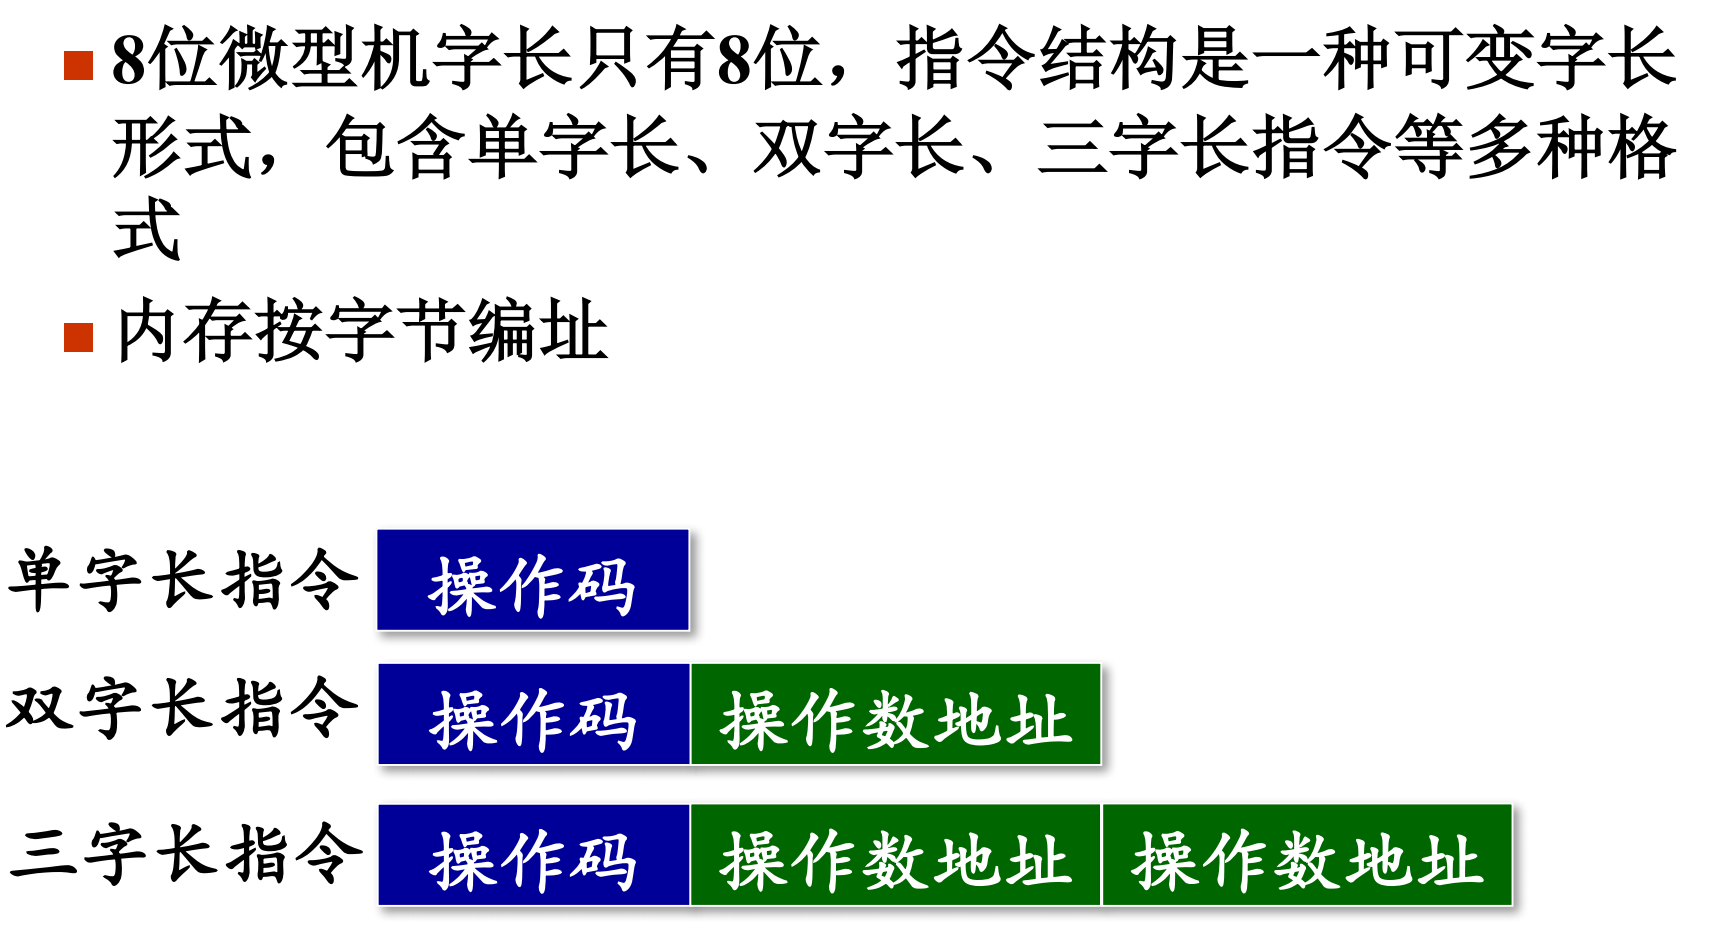 8位微型机字长只有8位，指令结构是一种可变字长
形式，包含单字长、双字长、三字长指令等多种格
式
内存按字节编址
单字长指令 操作码
双字长指令 操作码 操作数地址
三字长指令 操作码 操作数地址 操作数地址